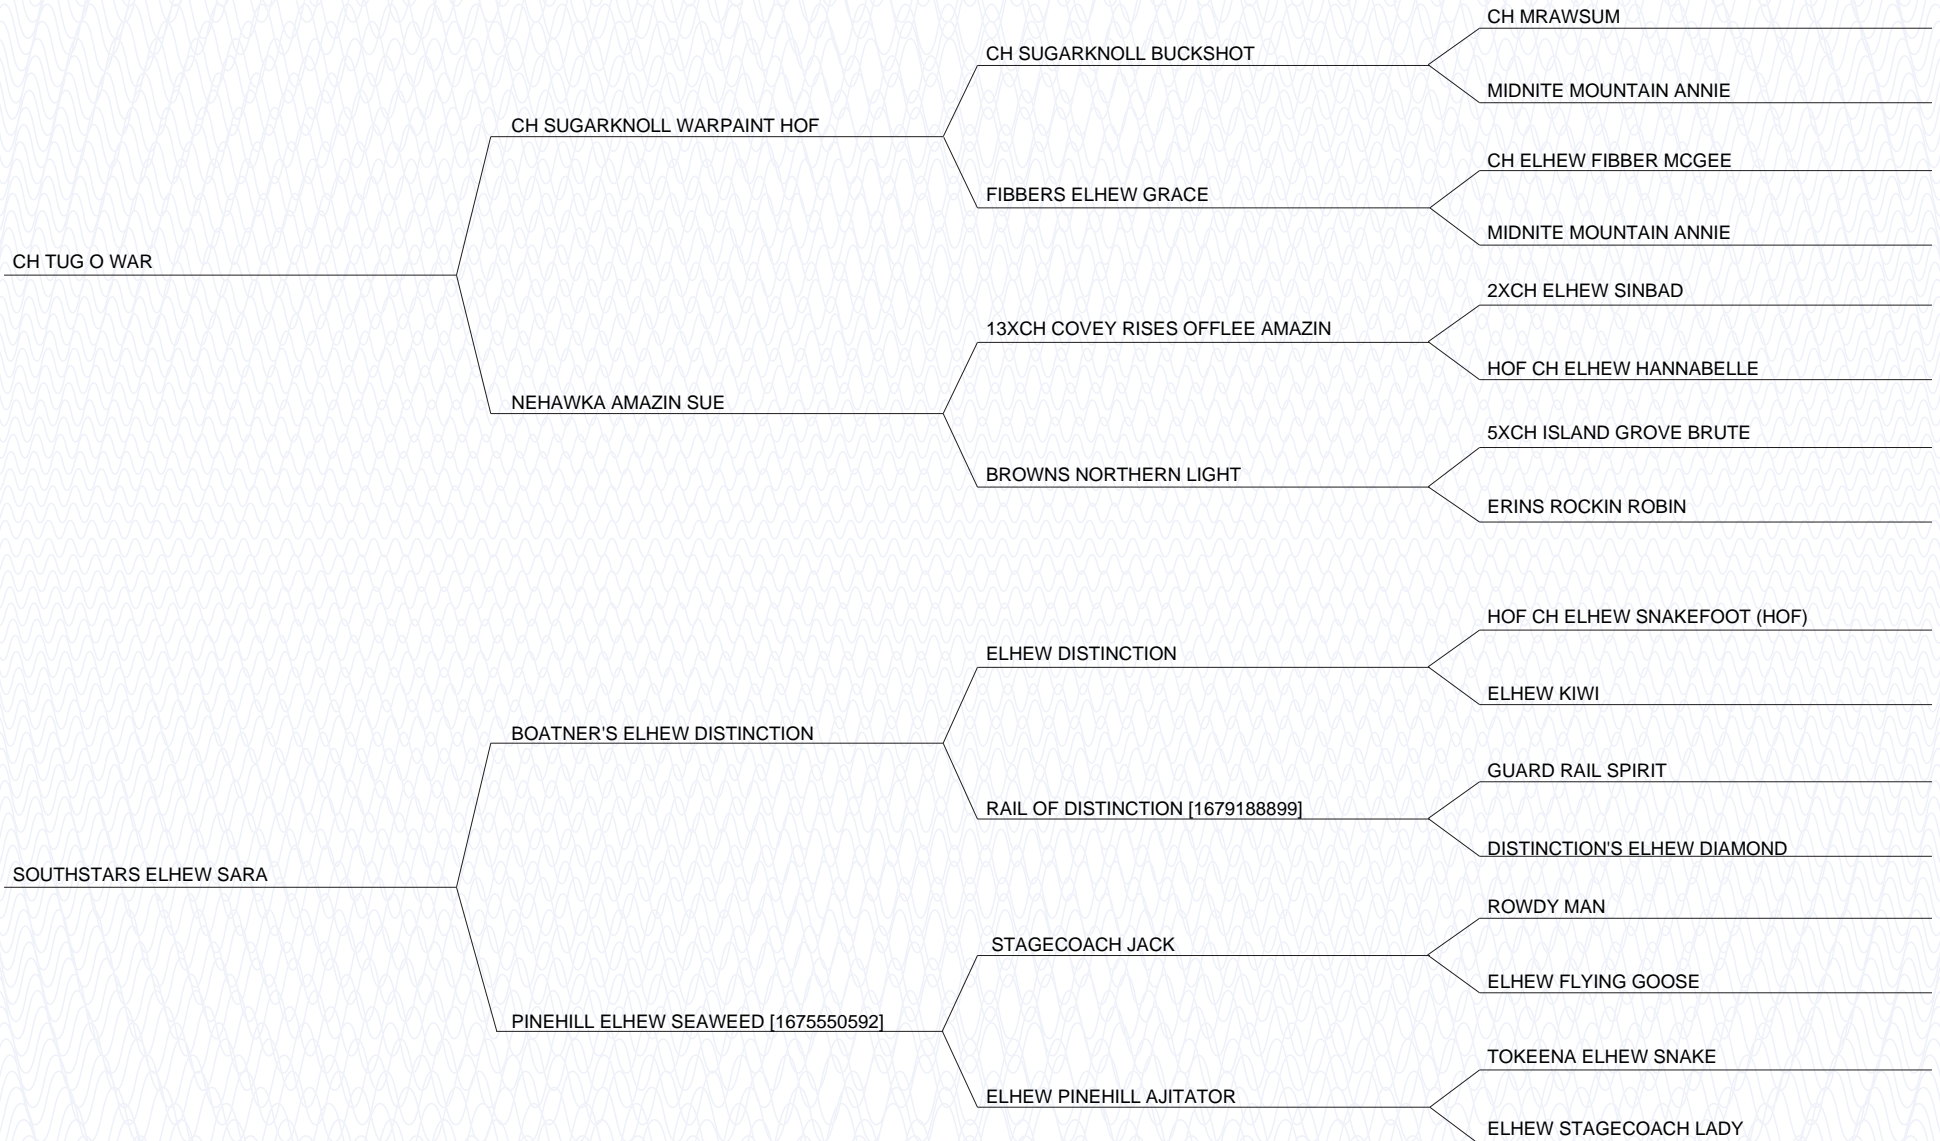 CH MRAWSUM
CH SUGARKNOLL BUCKSHOT
MIDNITE MOUNTAIN ANNIE
CH SUGARKNOLL WARPAINT HOF
CH ELHEW FIBBER MCGEE
FIBBERS ELHEW GRACE
MIDNITE MOUNTAIN ANNIE
CH TUG O WAR
2XCH ELHEW SINBAD
13XCH COVEY RISES OFFLEE AMAZIN
HOF CH ELHEW HANNABELLE
NEHAWKA AMAZIN SUE
5XCH ISLAND GROVE BRUTE
BROWNS NORTHERN LIGHT
ERINS ROCKIN ROBIN
HOF CH ELHEW SNAKEFOOT (HOF)
ELHEW DISTINCTION
ELHEW KIWI
BOATNER'S ELHEW DISTINCTION
GUARD RAIL SPIRIT
RAIL OF DISTINCTION [1679188899]
DISTINCTION'S ELHEW DIAMOND
SOUTHSTARS ELHEW SARA
ROWDY MAN
STAGECOACH JACK
ELHEW FLYING GOOSE
PINEHILL ELHEW SEAWEED [1675550592]
TOKEENA ELHEW SNAKE
ELHEW PINEHILL AJITATOR
ELHEW STAGECOACH LADY